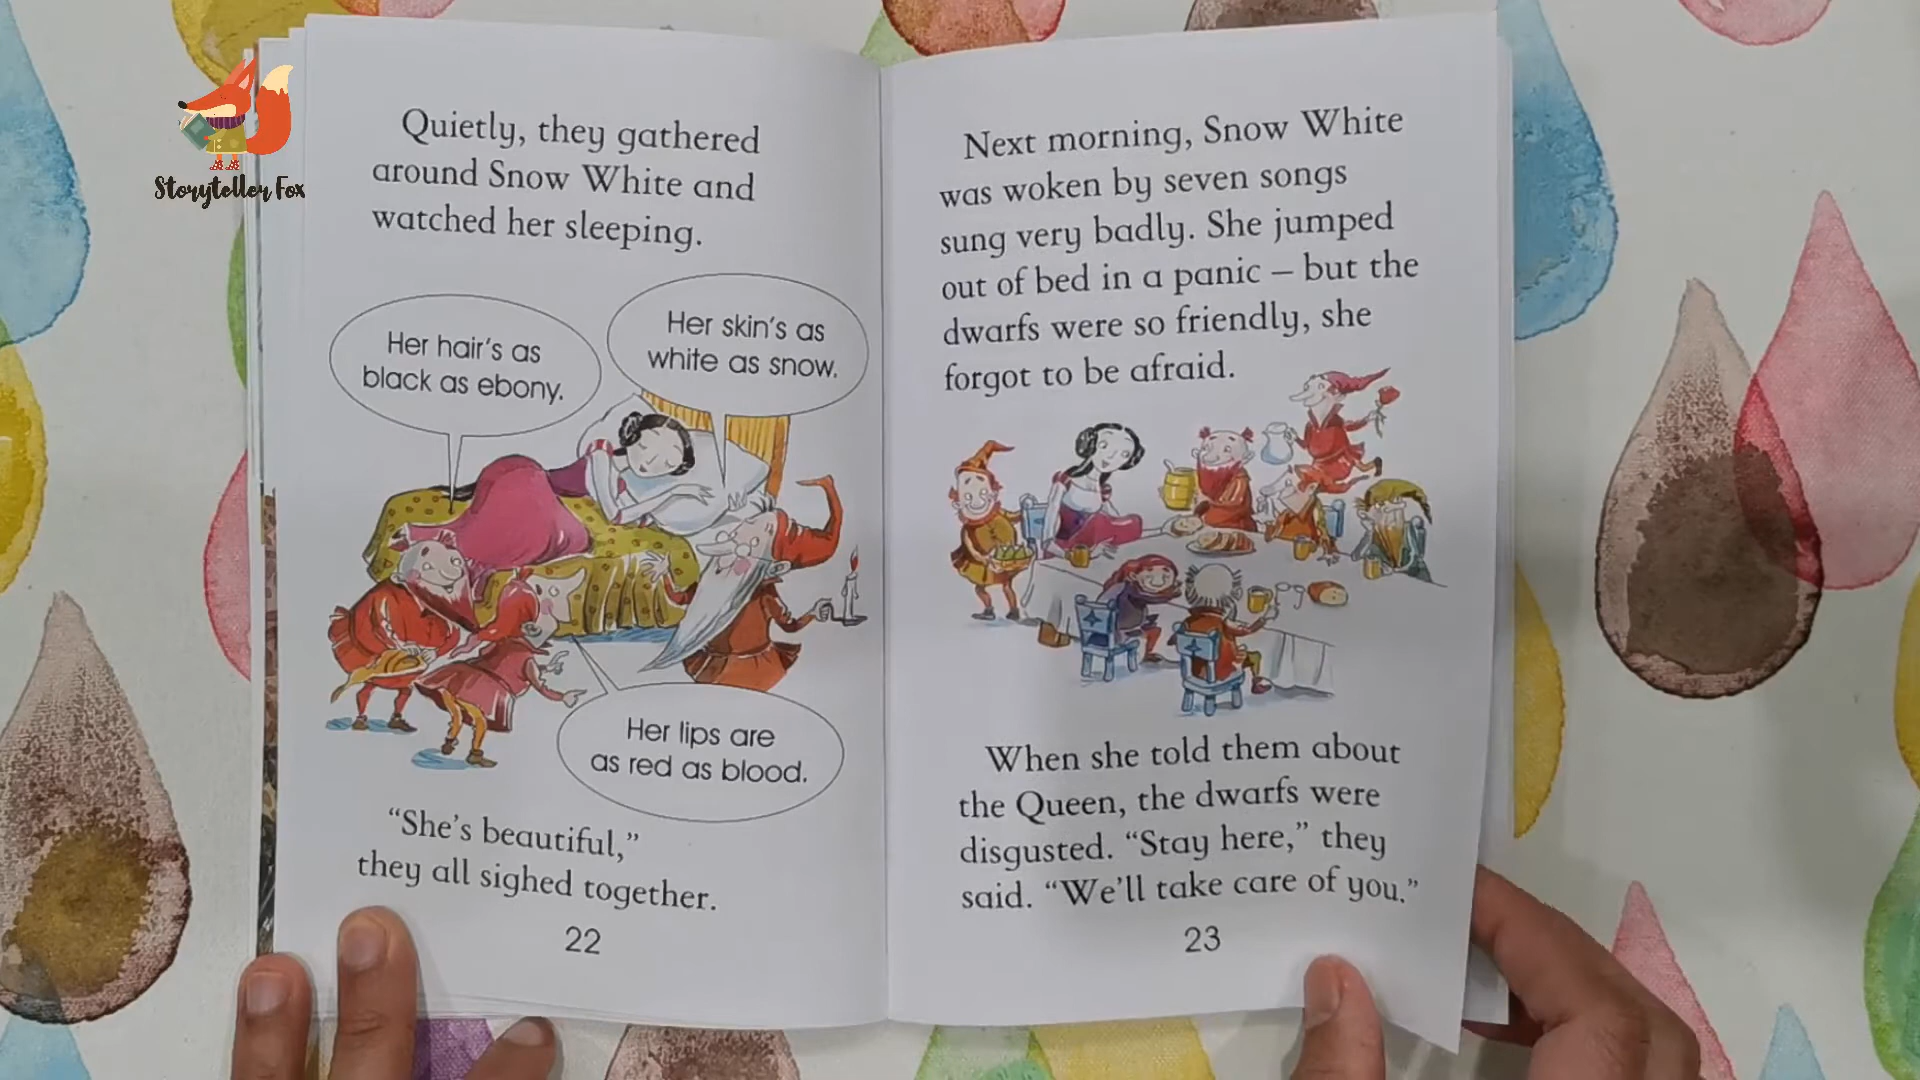 Storyteller Fox
Quietly, they gathered
around Snow White and
watched her sleeping.
Her hair's as
black as ebony.
Her skin's as
white as snow.
Her lips are
as red as blood.
“She's beautiful,”
they all sighed together.
22
Next morning, Snow White
was woken by seven songs
sung very badly. She jumped
out of bed in a panic – but the
dwarfs were so friendly, she
forgot to be afraid.
When she told them about
the Queen, the dwarfs were
disgusted. “Stay here,” they
said. “We'll take care of you.”
23